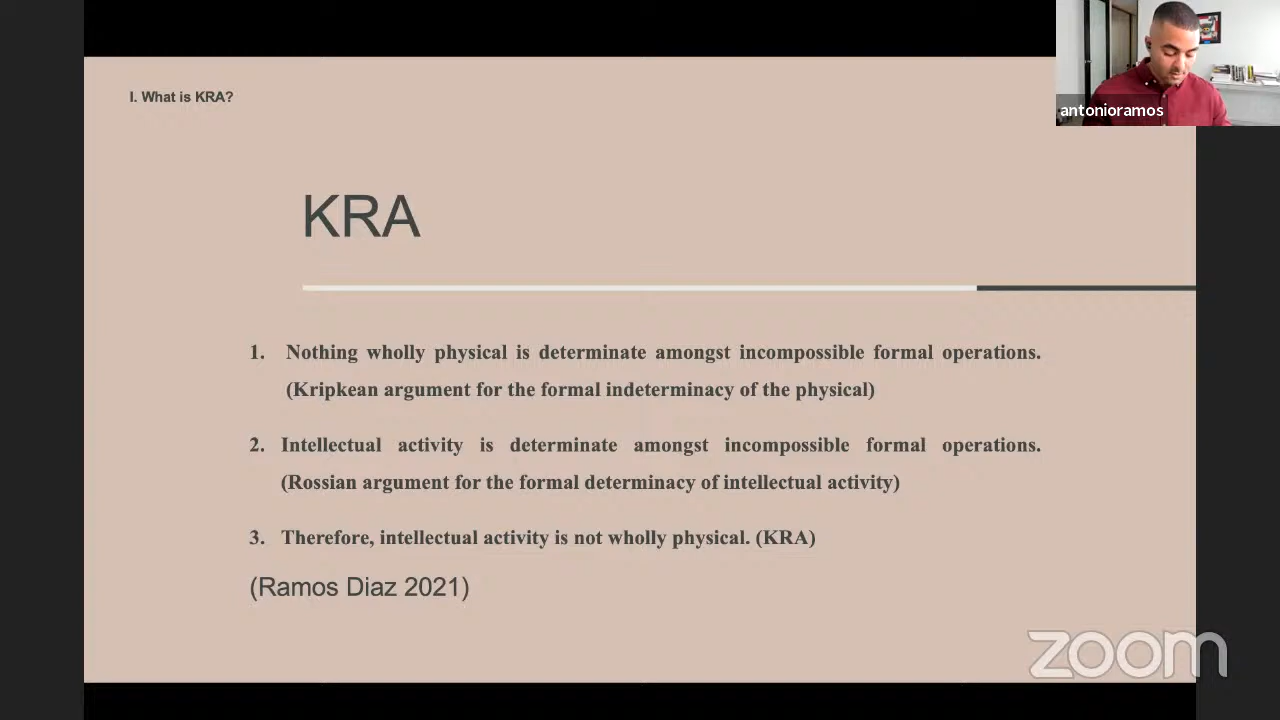 I. What is KRA?
antonioramos
KRA
1. Nothing wholly physical is determinate amongst incompossible formal operations.
(Kripkean argument for the formal indeterminacy of the physical)
2. Intellectual activity is determinate amongst incompossible formal operations.
(Rossian argument for the formal determinacy of intellectual activity)
3. Therefore, intellectual activity is not wholly physical. (KRA)
(Ramos Diaz 2021)
zoom